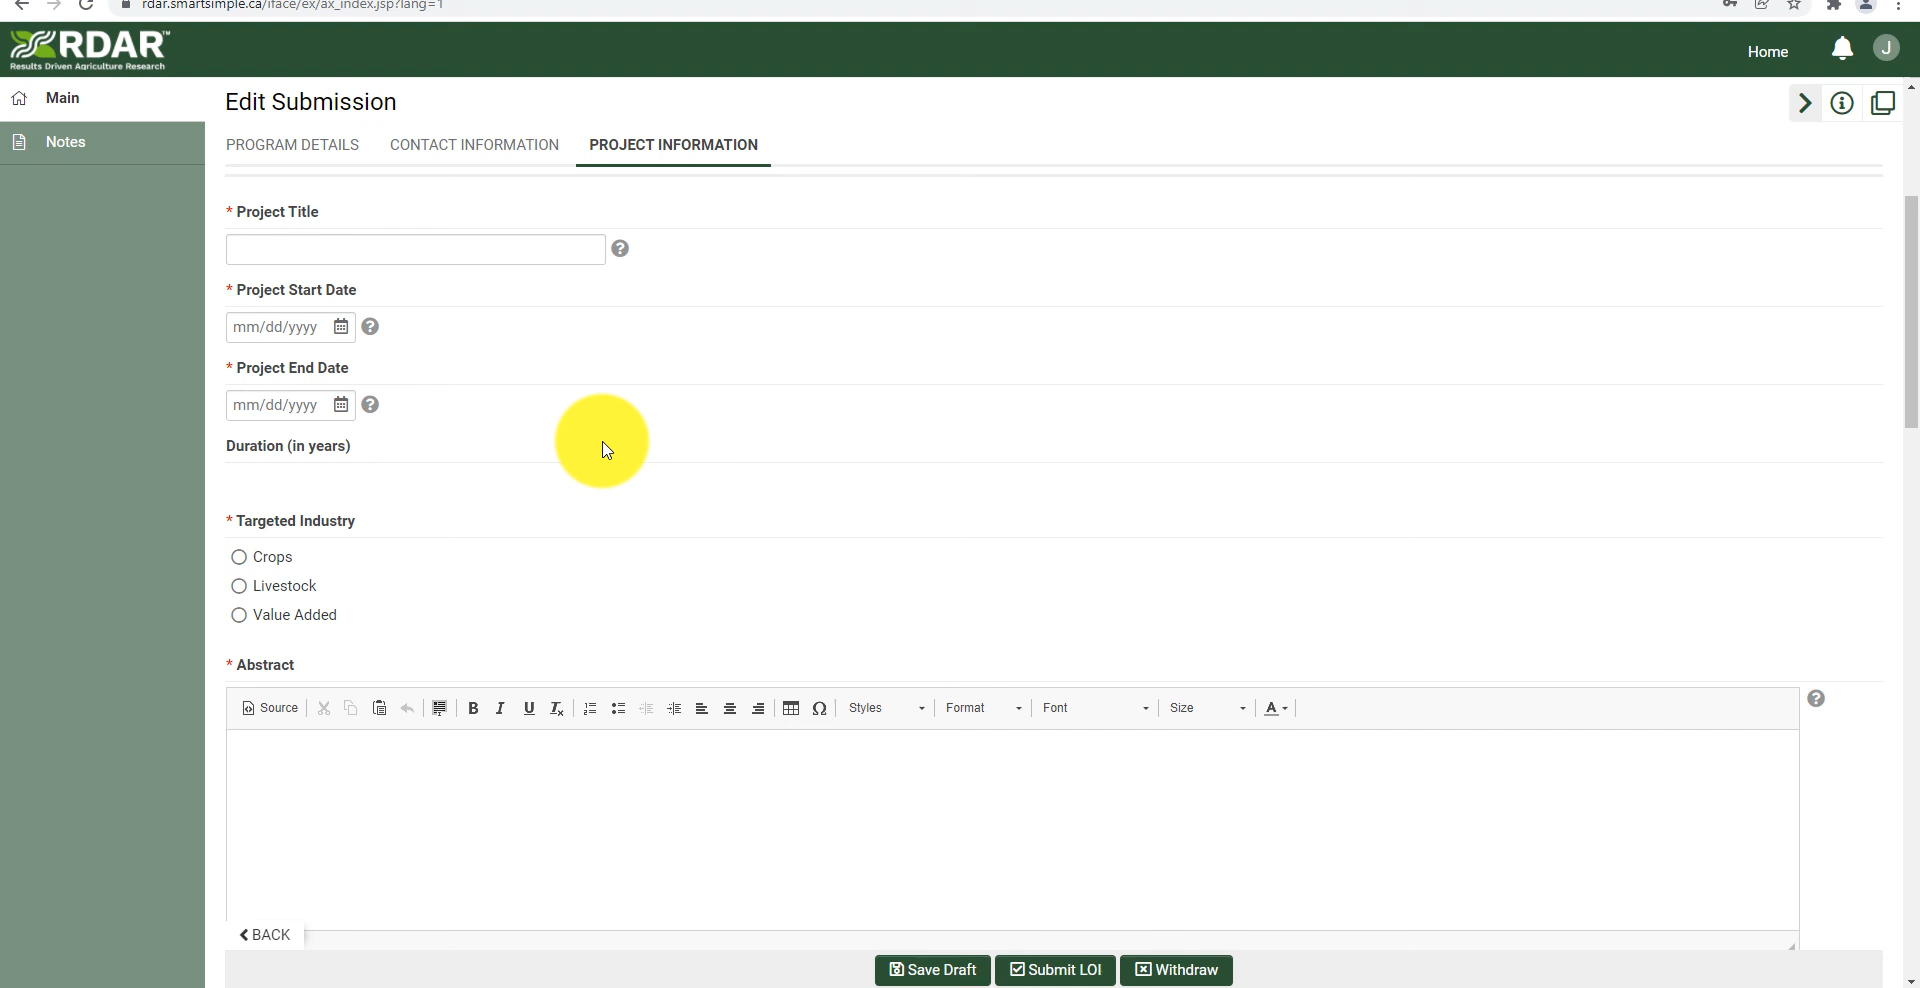 rdar.smartsimple.ca/iface/ex/ax_index.jsp?lang=1
RDAR™
Results Driven Agriculture Research
Home
J
Main
Notes
Edit Submission
PROGRAM DETAILS CONTACT INFORMATION PROJECT INFORMATION
* Project Title
* Project Start Date
mm/dd/yyyy
* Project End Date
mm/dd/yyyy
Duration (in years)
* Targeted Industry
Crops
Livestock
Value Added
* Abstract
Source B I U Tx Ω Styles Format Font Size A
BACK
Save Draft Submit LOI Withdraw